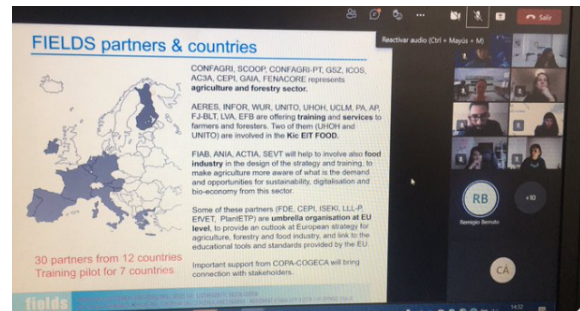 Salir
Reactivar audio (Ctrl + Mayús + M)
FIELDS partners & countries
CONFAGRI, SCOOP, CONFAGRI-PT, GSZ, ICOS,
AC3A, CEPI, GAIA, FENACORE represents
agriculture and forestry sector.
AERES, INFOR, WUR, UNITO, UHOH, UCLM, PA, AP,
FJ-BLT, LVA, EFB are offering training and services to
farmers and foresters. Two of them (UHOH and
UNITO) are involved in the Kic EIT FOOD.
FIAB, ANIA, ACTIA, SEVT will help to involve also food
industry in the design of the strategy and training, to
make agriculture more aware of what is the demand
and opportunities for sustainability, digitalisation and
bio-economy from this sector.
Some of these partners (FDE, CEPI, ISEKI, LLL-P,
EfVET, PlantETP) are umbrella organisation at EU
level, to provide an outlook at European strategy for
agriculture, forestry and food industry, and link to the
educational tools and standards provided by the EU.
Important support from COPA-COGECA will bring
connection with stakeholders.
30 partners from 12 countries
Training pilot for 7 countries
fields
RB
+10
Remigio Berruto
CA
14:37